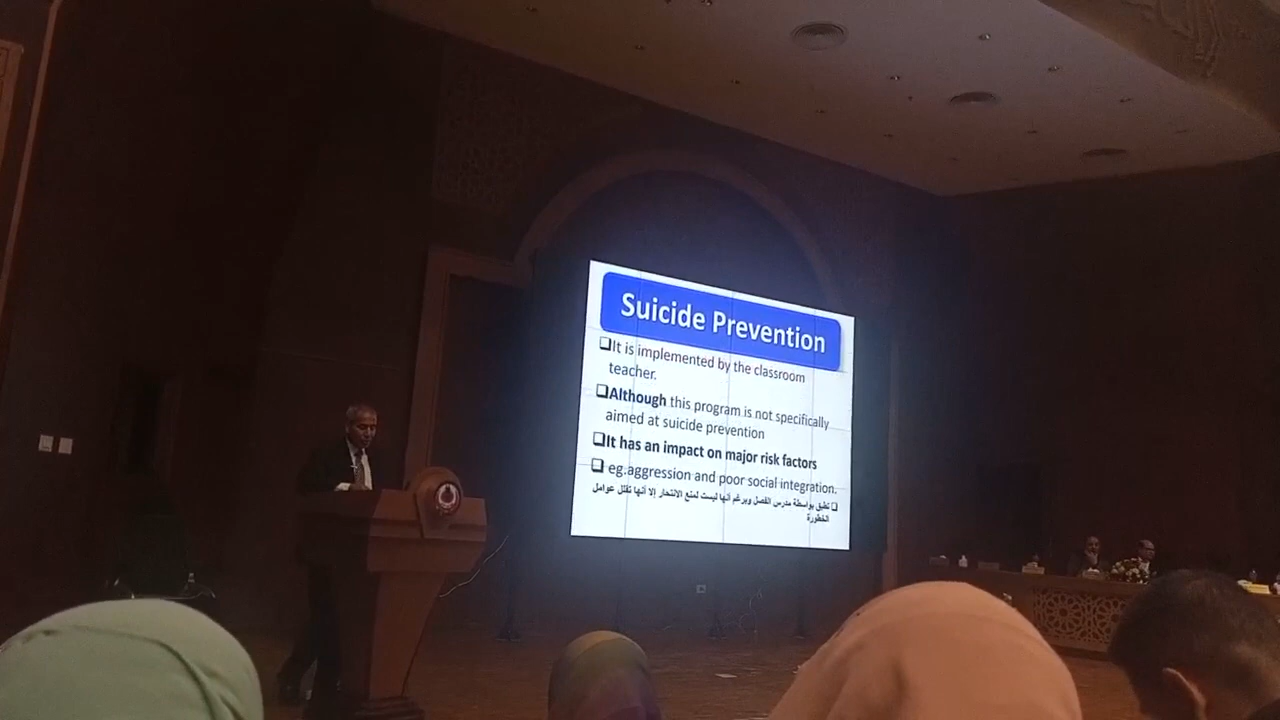 Suicide Prevention
❑It is implemented by the classroom
teacher.
❑Although this program is not specifically
aimed at suicide prevention
❑It has an impact on major risk factors
❑ eg.aggression and poor social integration.
❑ تطبق بواسطة مدرس الفصل وبرغم أنها ليست لمنع الانتحار إلا أنها تقلل عوامل
الخطورة